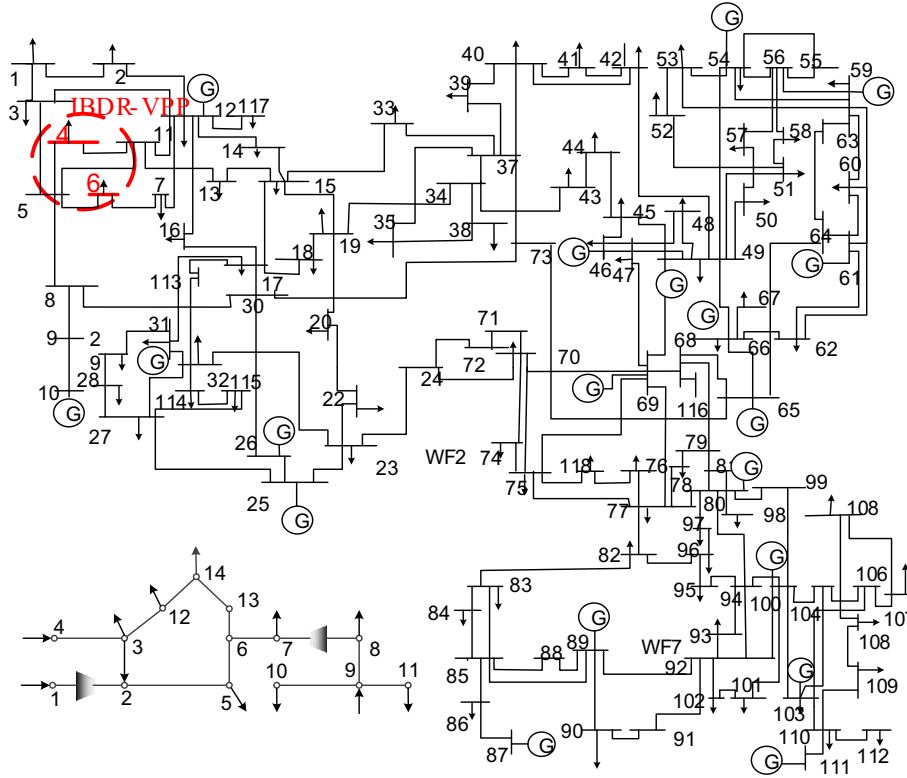 40 41 42 53 54 56 55 59
G
1 2 39
G
3 IBDR-VPP 12 117 33 52 57 58 63
4 11 14 37 44 60
6 7 13 15 34 43 51
5 35 45 48 50
16 18 19 38 46 47 49 64
G
113 17 73 61
G
8 30 67
G
31 20 71 68 66 62
9 2
9 G 72 70
28 32 24 G
10 114 115 22 69 116 65
G
27 26 G 23 WF2 74 79
G
25 75 118 76 78 81 G 99
G
77 80 98 108
97
82 96 G
14 83 95 94 100 104 106 107
12 13 84 G 93 108
4 3 6 7 8 88 89 WF7 92 109
85 102 101 G
10 9 11 86 103
1 2 5 90 91 110
87 G G 111 112